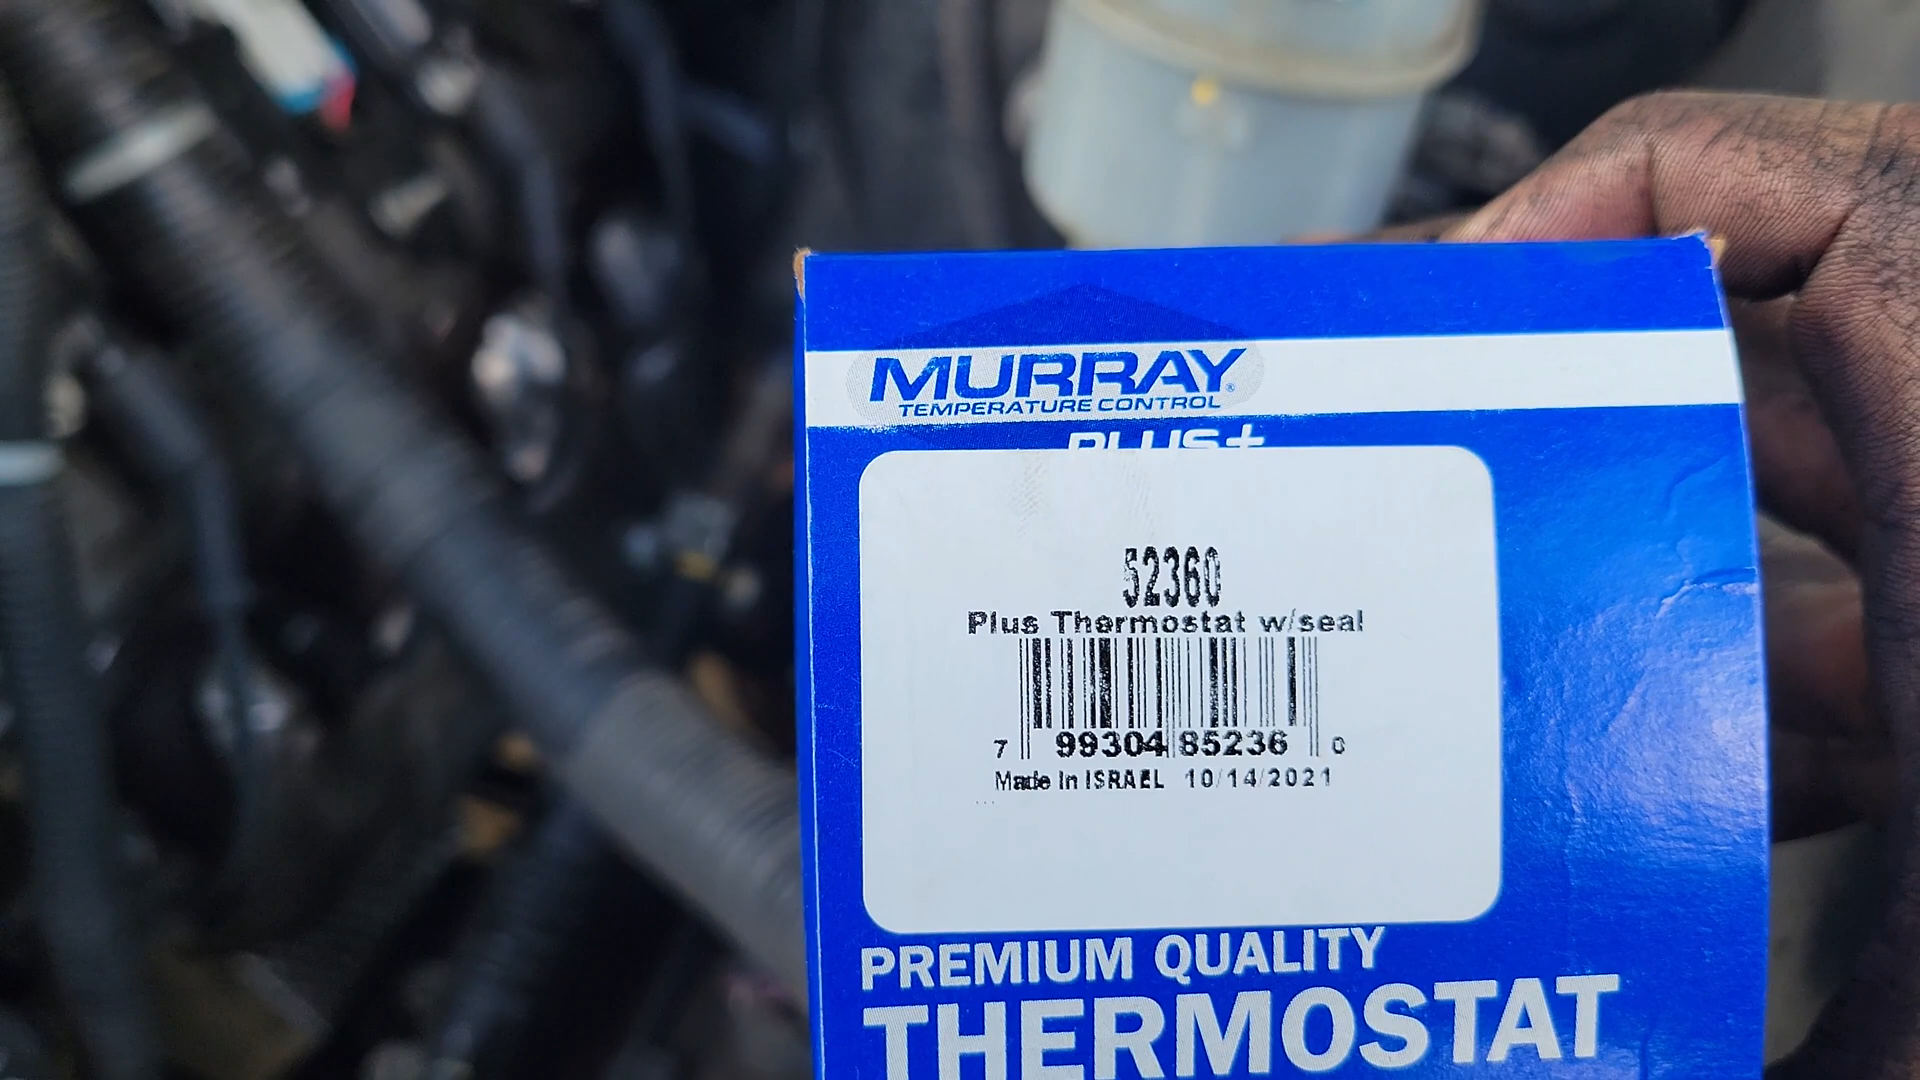 MURRAY®
TEMPERATURE CONTROL
PLUS+
52360
Plus Thermostat w/seal
7 99304 85236 0
Made In ISRAEL 10/14/2021
PREMIUM QUALITY
THERMOSTAT